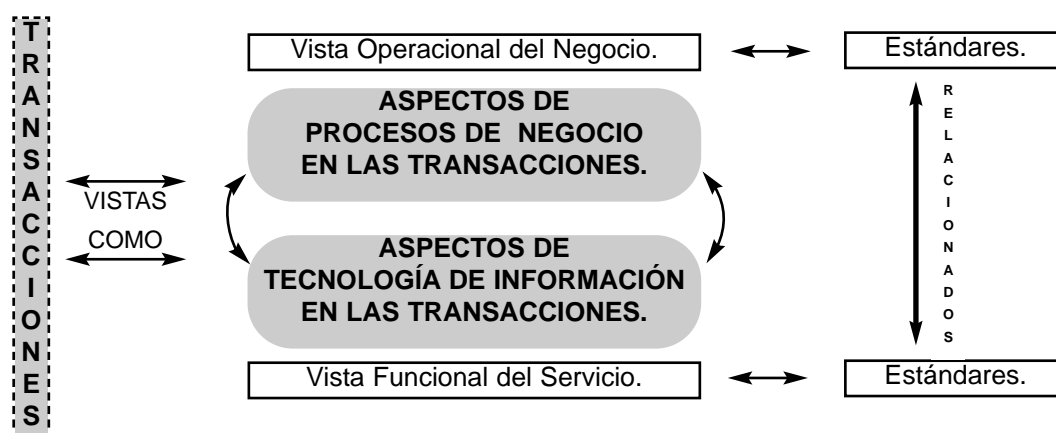 TRANSACCIONES
Vista Operacional del Negocio.
Estándares.
ASPECTOS DE
PROCESOS DE NEGOCIO
EN LAS TRANSACCIONES.
VISTAS
COMO
RELACIONADOS
ASPECTOS DE
TECNOLOGÍA DE INFORMACIÓN
EN LAS TRANSACCIONES.
Vista Funcional del Servicio.
Estándares.